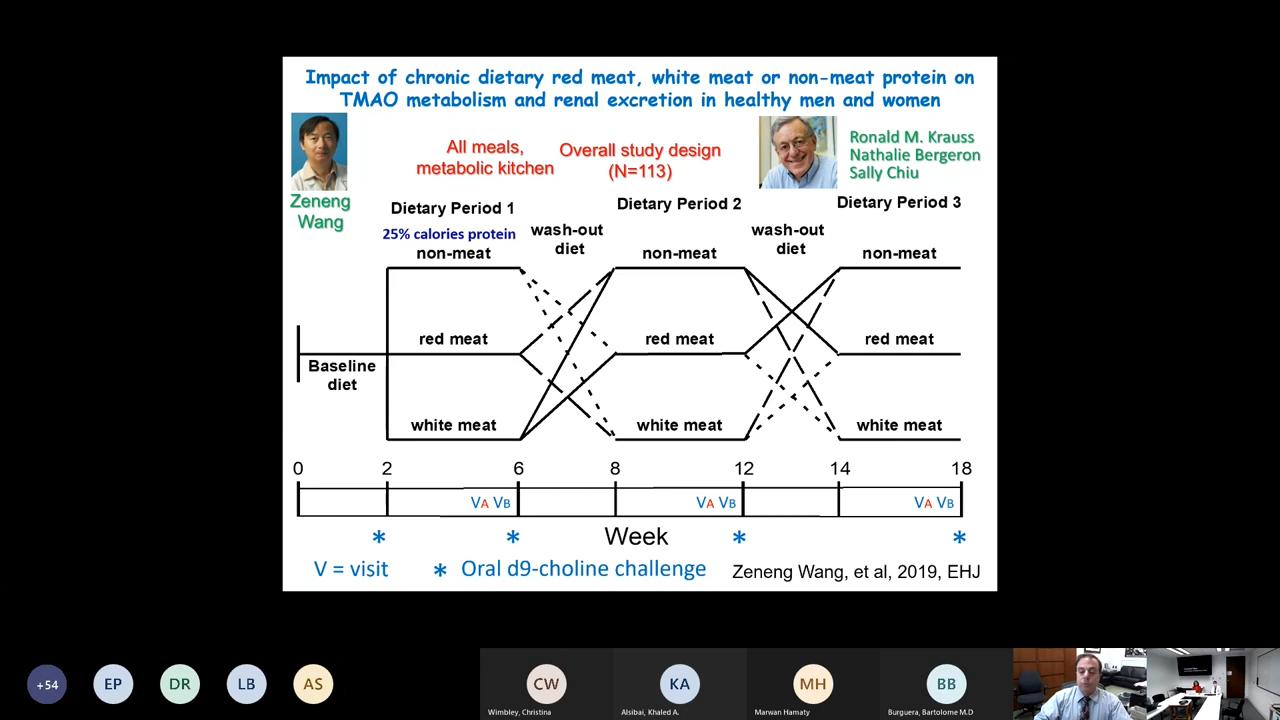 Impact of chronic dietary red meat, white meat or non-meat protein on
TMAO metabolism and renal excretion in healthy men and women
Zeneng
Wang
All meals,
metabolic kitchen
Overall study design
(N=113)
Ronald M. Krauss
Nathalie Bergeron
Sally Chiu
Dietary Period 1
Dietary Period 2
Dietary Period 3
25% calories protein
wash-out
diet
wash-out
diet
non-meat
non-meat
non-meat
red meat
red meat
red meat
Baseline
diet
white meat
white meat
white meat
0 2 6 8 12 14 18
VA VB VA VB VA VB
* * Week * *
V = visit * Oral d9-choline challenge Zeneng Wang, et al, 2019, EHJ
+54 EP DR LB AS CW KA MH BB
Wimbley, Christina Alsibai, Khaled A. Marwan Hamaty Burguera, Bartolome M.D